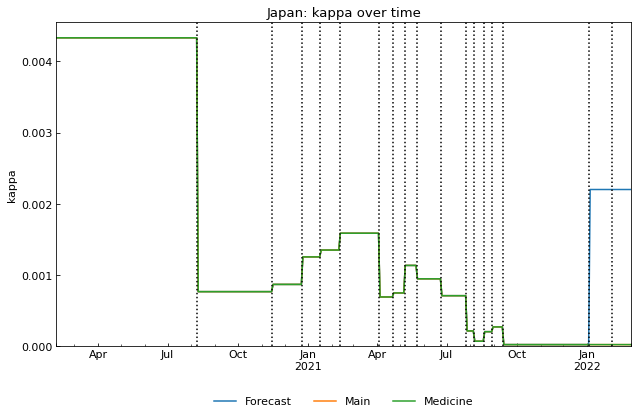 Japan: kappa over time
kappa
0.004
0.003
0.002
0.001
0.000
Apr Jul Oct Jan Apr Jul Oct Jan
2021 2022
Forecast Main Medicine